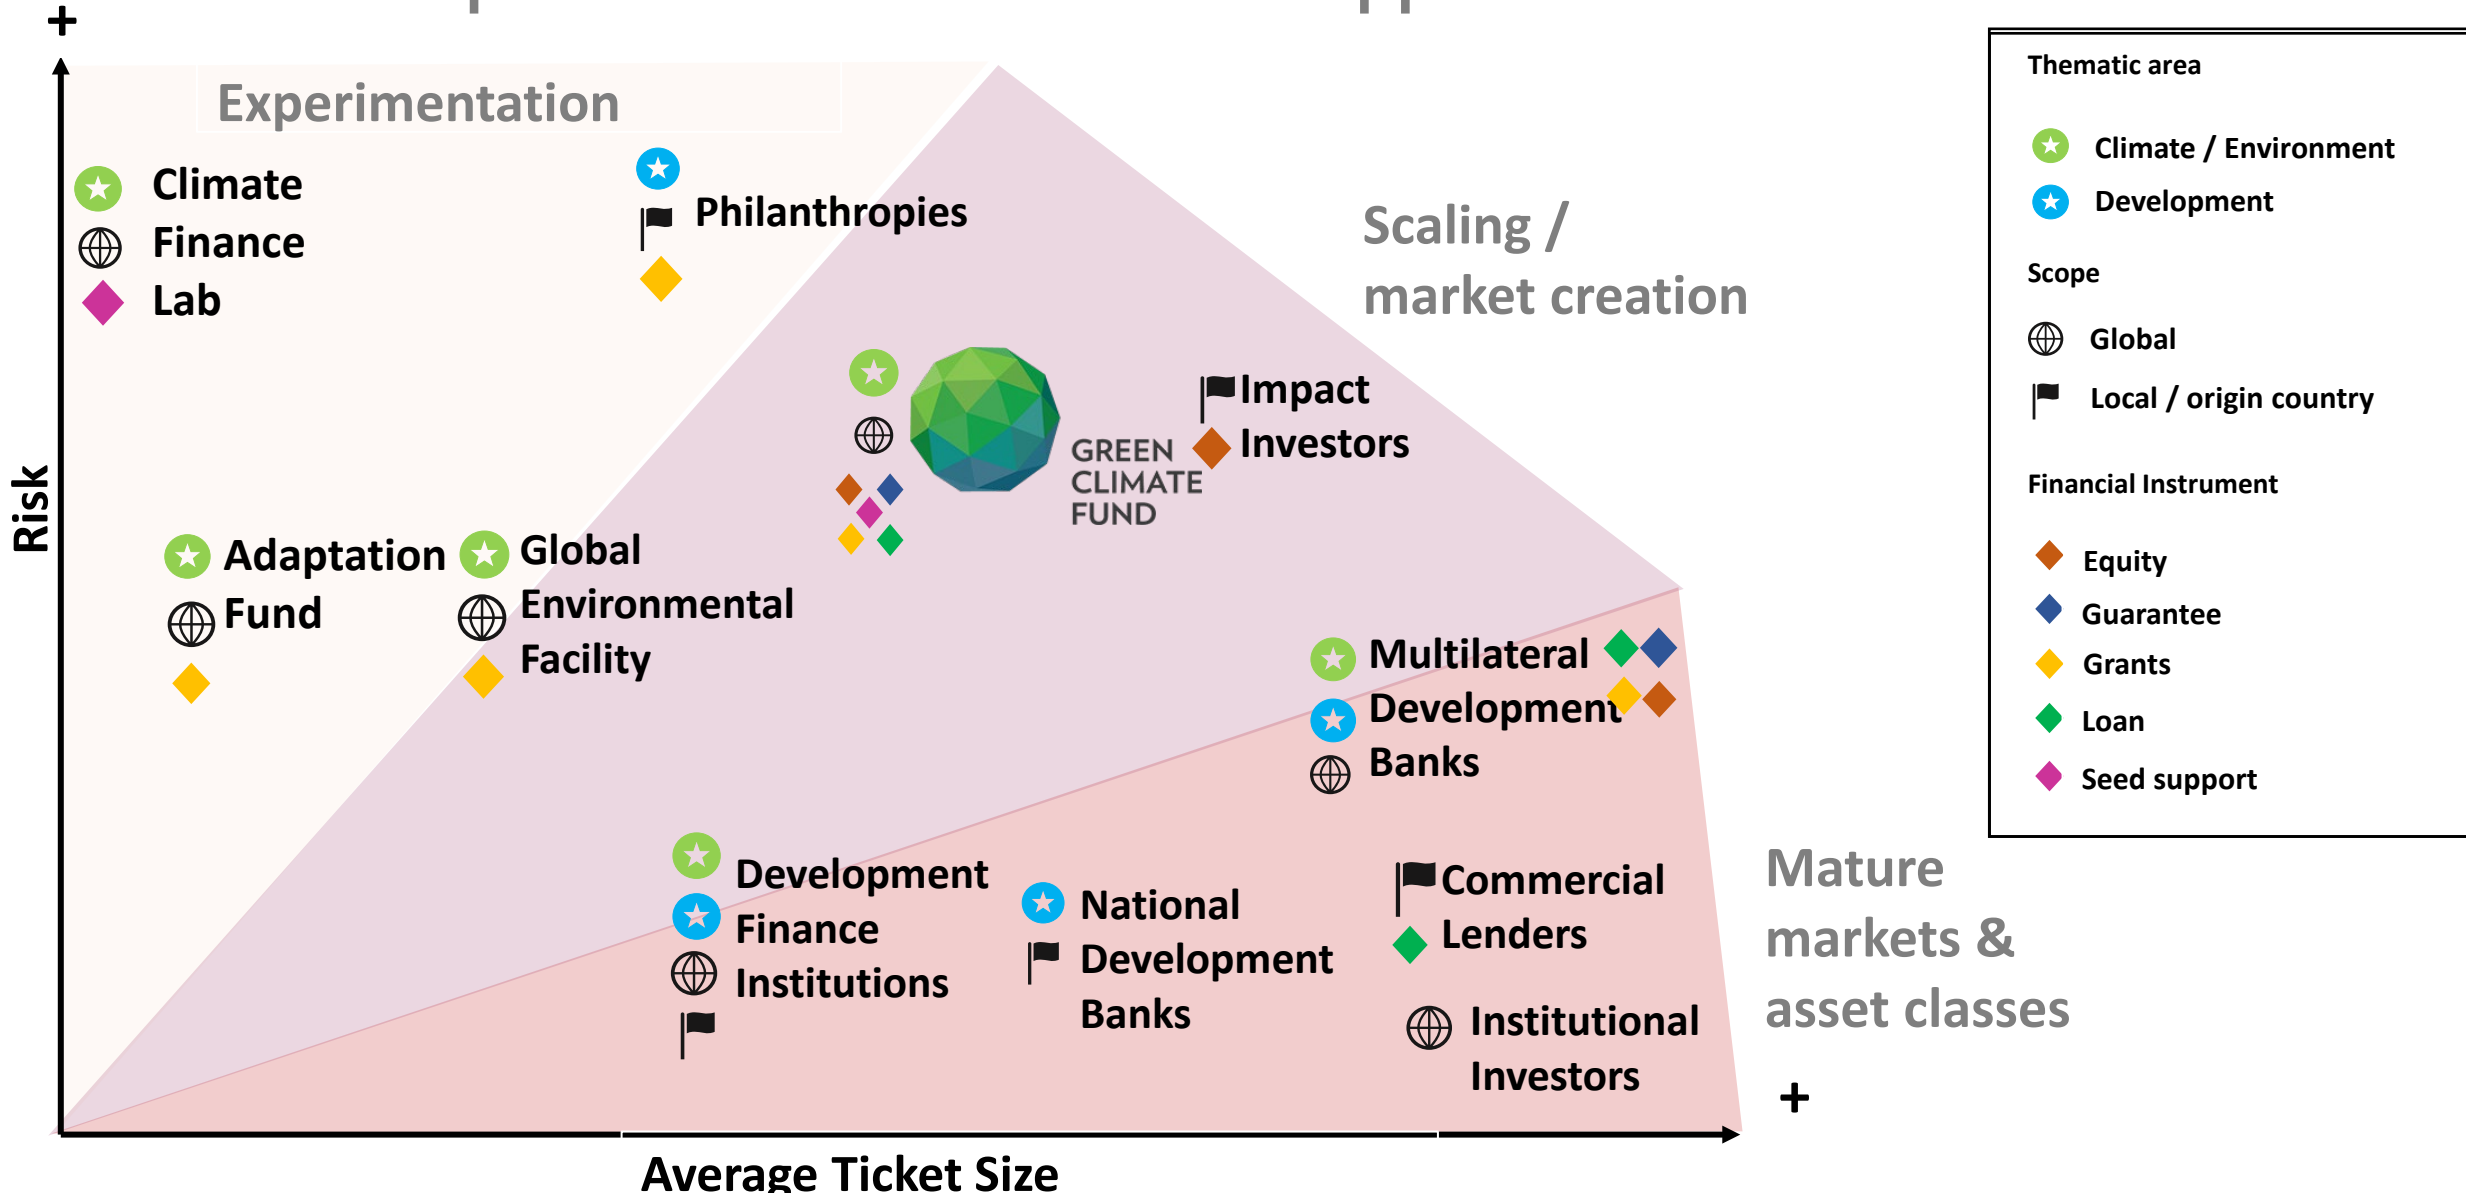 +
Experimentation
Climate
Finance
Lab
Philanthropies
Scaling /
market creation
GREEN
CLIMATE
FUND
Impact
Investors
Risk
Adaptation
Fund
Global
Environmental
Facility
Multilateral
Development
Banks
Development
Finance
Institutions
National
Development
Banks
Commercial
Lenders
Institutional
Investors
Mature
markets &
asset classes
+
Average Ticket Size
Thematic area
Climate / Environment
Development
Scope
Global
Local / origin country
Financial Instrument
Equity
Guarantee
Grants
Loan
Seed support